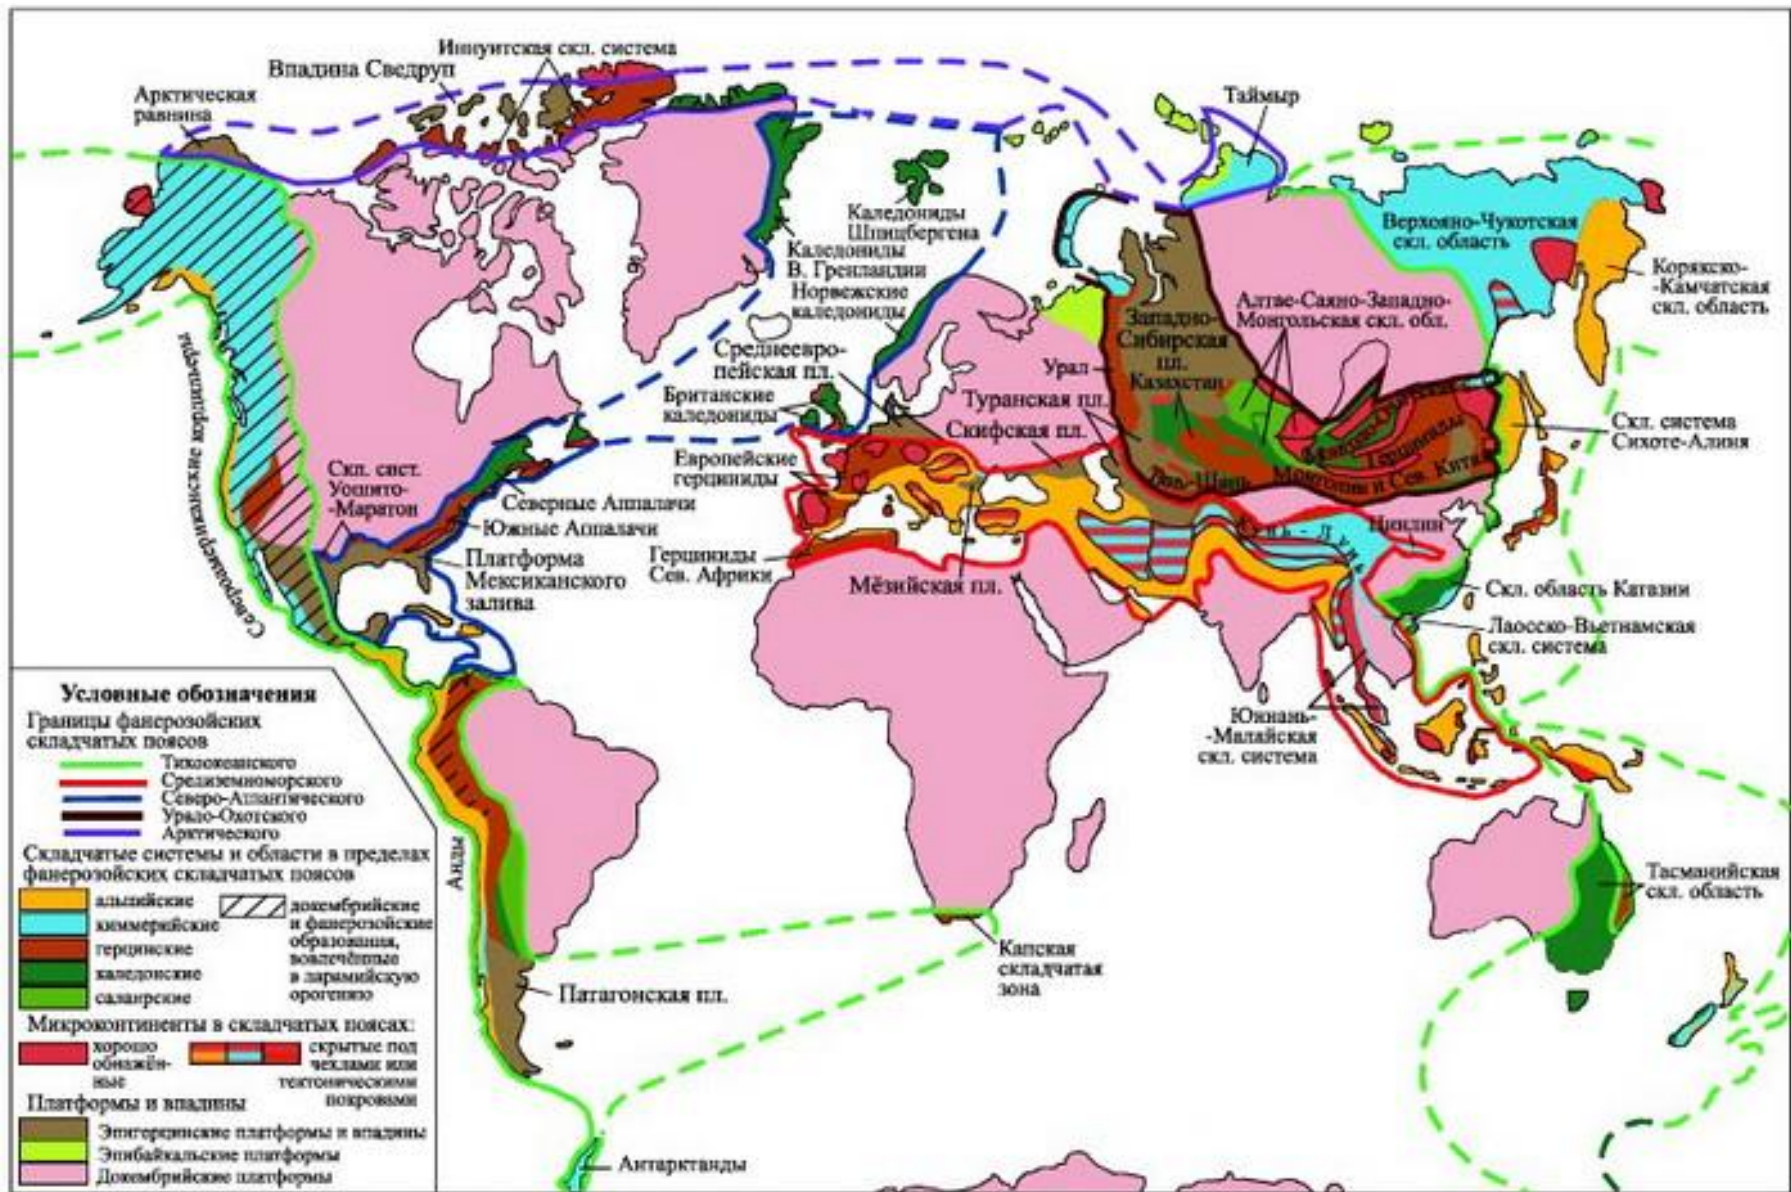 Иннуитская скл. система
Впадина Сведруп
Арктическая
равнина
Таймыр
Каледониды
Шпицбергена
Каледониды
В. Гренландии
Норвежские
каледониды
Верхояно-Чукотская
скл. область
Корякско-
-Камчатская
скл. область
Алтае-Саяно-Западно-
Монгольская скл. обл.
Западно-
Сибирская
пл.
Казахстан
Урал
Среднеевро-
пейская пл.
Британские
каледониды
Туранская пл.
Скифская пл.
Скл. система
Сихоте-Алиня
Европейские
герциниды
Тянь-Шань
Герциниды
Монголии и Сев. Китая
Скл. сист.
Уошито-
-Маратон
Северные Аппалачи
Южные Аппалачи
Североамериканские кордильеры
Платформа
Мексиканского
залива
Герциниды
Сев. Африки
Мёзийская пл.
Цинлин
Скл. область Катазии
Лаосско-Вьетнамская
скл. система
Юннань-
-Малайская
скл. система
Анды
Тасманийская
скл. область
Капская
складчатая
зона
Патагонская пл.
Антарктанды
Условные обозначения
Границы фанерозойских
складчатых поясов
Тихоокеанского
Средиземноморского
Северо-Атлантического
Урало-Охотского
Арктического
Складчатые системы и области в пределах
фанерозойских складчатых поясов
альпийские
киммерийские
герцинские
каледонские
салаирские
докембрийские
и фанерозойские
образования,
вовлечённые
в ларамийскую
орогению
Микроконтиненты в складчатых поясах:
хорошо
обнажён-
ные
скрытые под
чехлами или
тектоническими
покровами
Платформы и впадины
Эпигерцинские платформы и впадины
Эпибайкальские платформы
Докембрийские платформы